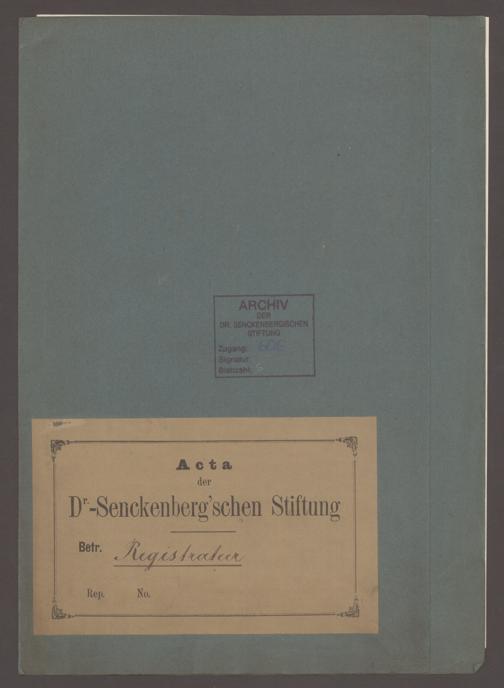 ARCHIV
DER
DR. SENCKENBERGISCHEN
STIFTUNG
Zugang:
Signatur:
Blattzahl:
Acta
der
Dr.-Senckenberg'schen Stiftung
Betr. Registratur
Rep. No.